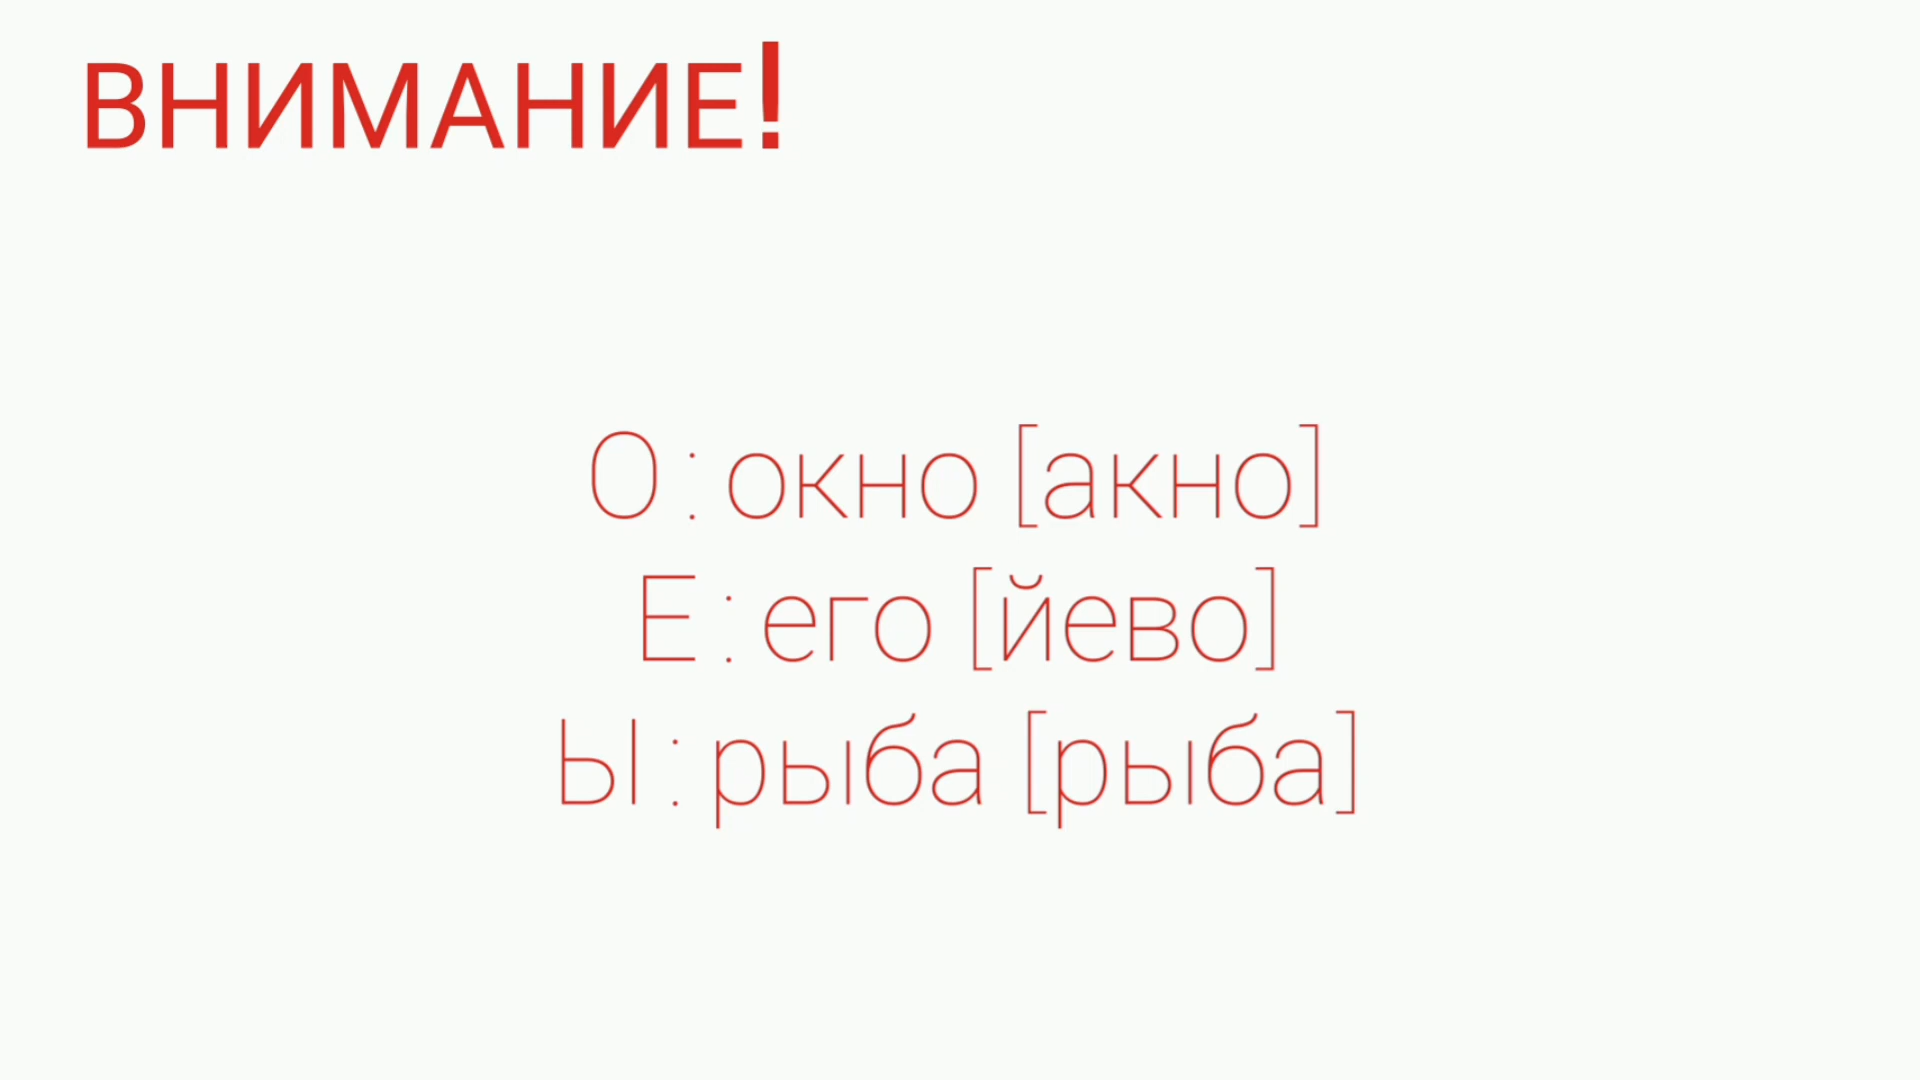 ВНИМАНИЕ!
О : окно [акно]
Е : его [йево]
Ы : рыба [рыба]